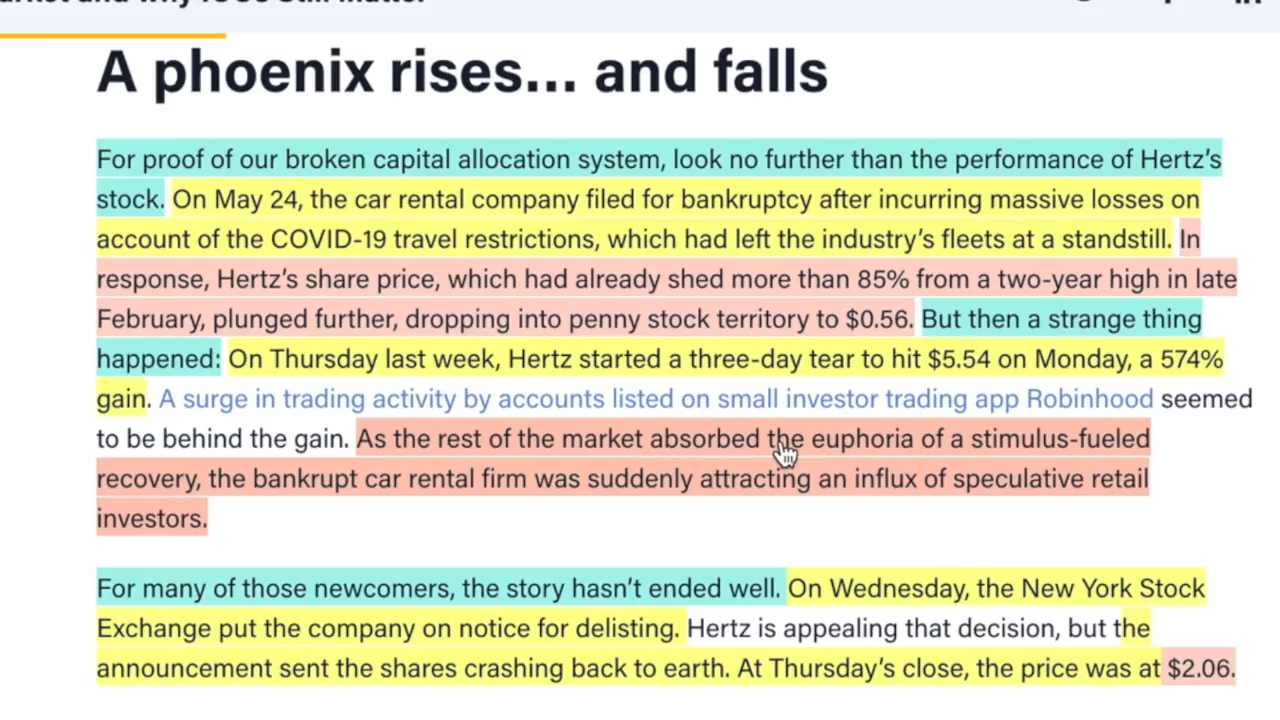 A phoenix rises... and falls
For proof of our broken capital allocation system, look no further than the performance of Hertz's
stock. On May 24, the car rental company filed for bankruptcy after incurring massive losses on
account of the COVID-19 travel restrictions, which had left the industry's fleets at a standstill. In
response, Hertz's share price, which had already shed more than 85% from a two-year high in late
February, plunged further, dropping into penny stock territory to $0.56. But then a strange thing
happened: On Thursday last week, Hertz started a three-day tear to hit $5.54 on Monday, a 574%
gain. A surge in trading activity by accounts listed on small investor trading app Robinhood seemed
to be behind the gain. As the rest of the market absorbed the euphoria of a stimulus-fueled
recovery, the bankrupt car rental firm was suddenly attracting an influx of speculative retail
investors.
For many of those newcomers, the story hasn't ended well. On Wednesday, the New York Stock
Exchange put the company on notice for delisting. Hertz is appealing that decision, but the
announcement sent the shares crashing back to earth. At Thursday's close, the price was at $2.06.